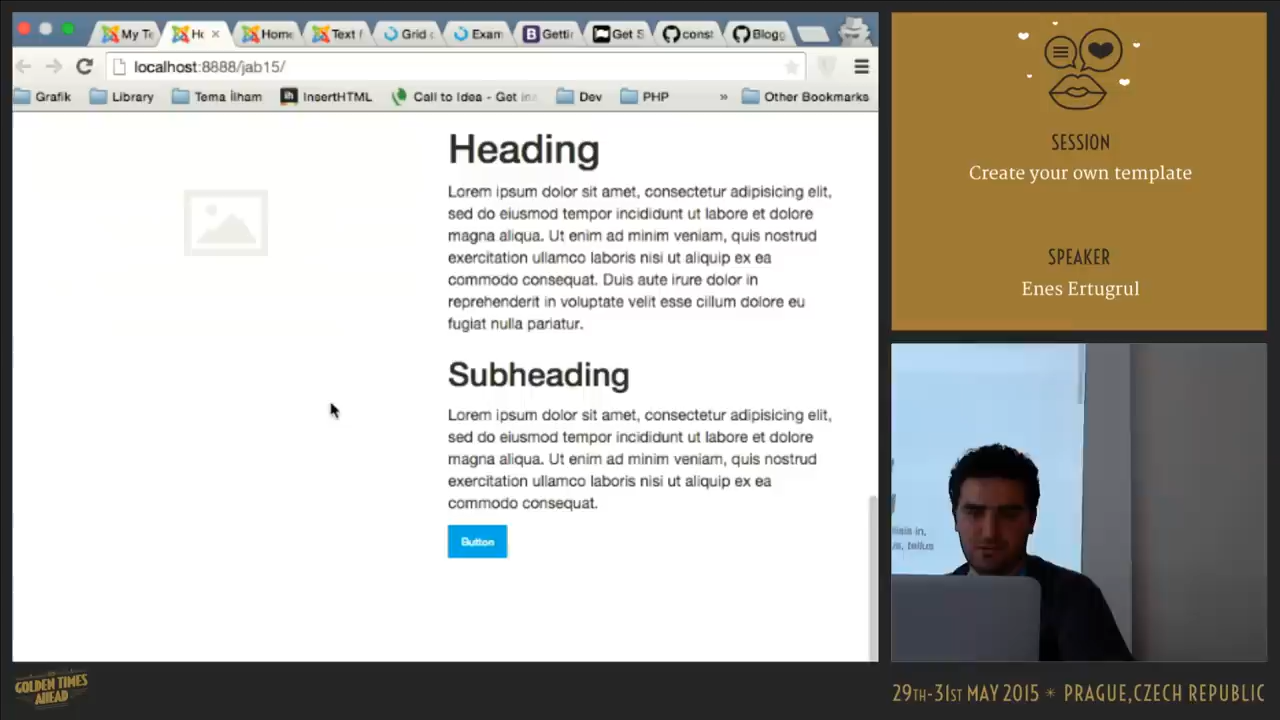 My Te
Ho
Home
Text f
Grid c
Exam
Gettir
Get S
const
Blogg
localhost:8888/jab15/
Grafik
Library
Tema İlham
InsertHTML
Call to Idea - Get in
Dev
PHP
»
Other Bookmarks
Heading
Lorem ipsum dolor sit amet, consectetur adipisicing elit,
sed do eiusmod tempor incididunt ut labore et dolore
magna aliqua. Ut enim ad minim veniam, quis nostrud
exercitation ullamco laboris nisi ut aliquip ex ea
commodo consequat. Duis aute irure dolor in
reprehenderit in voluptate velit esse cillum dolore eu
fugiat nulla pariatur.
Subheading
Lorem ipsum dolor sit amet, consectetur adipisicing elit,
sed do eiusmod tempor incididunt ut labore et dolore
magna aliqua. Ut enim ad minim veniam, quis nostrud
exercitation ullamco laboris nisi ut aliquip ex ea
commodo consequat.
Button
SESSION
Create your own template
SPEAKER
Enes Ertugrul
tellus
GOLDEN TIMES
AHEAD
29TH-31ST MAY 2015 * PRAGUE,CZECH REPUBLIC